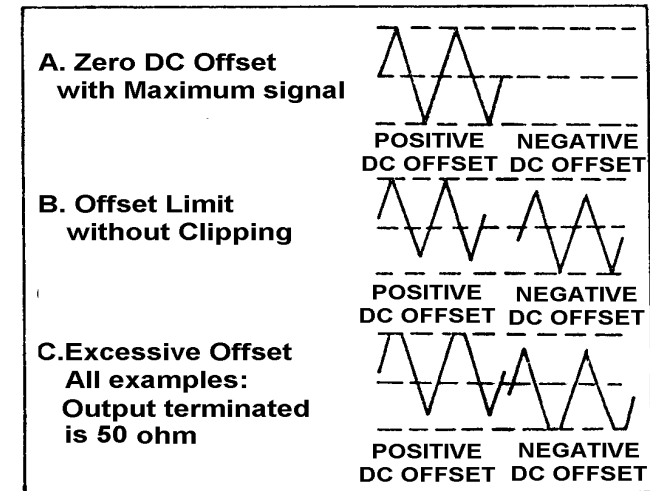 A. Zero DC Offset
with Maximum signal
POSITIVE NEGATIVE
DC OFFSET DC OFFSET
B. Offset Limit
without Clipping
POSITIVE NEGATIVE
DC OFFSET DC OFFSET
C.Excessive Offset
All examples:
Output terminated
is 50 ohm
POSITIVE NEGATIVE
DC OFFSET DC OFFSET